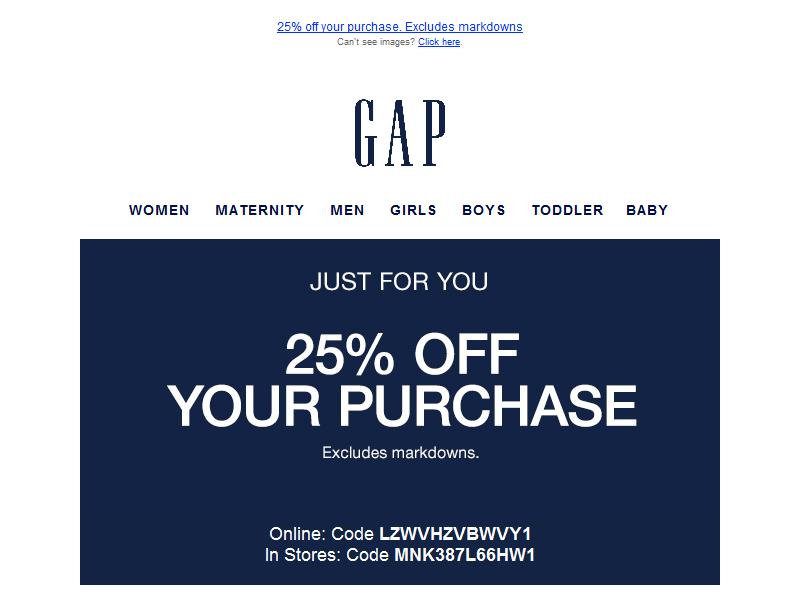 25% off your purchase. Excludes markdowns
Can't see images? Click here.
GAP
WOMEN MATERNITY MEN GIRLS BOYS TODDLER BABY
JUST FOR YOU
25% OFF
YOUR PURCHASE
Excludes markdowns.
Online: Code LZWVHZVBWVY1
In Stores: Code MNK387L66HW1